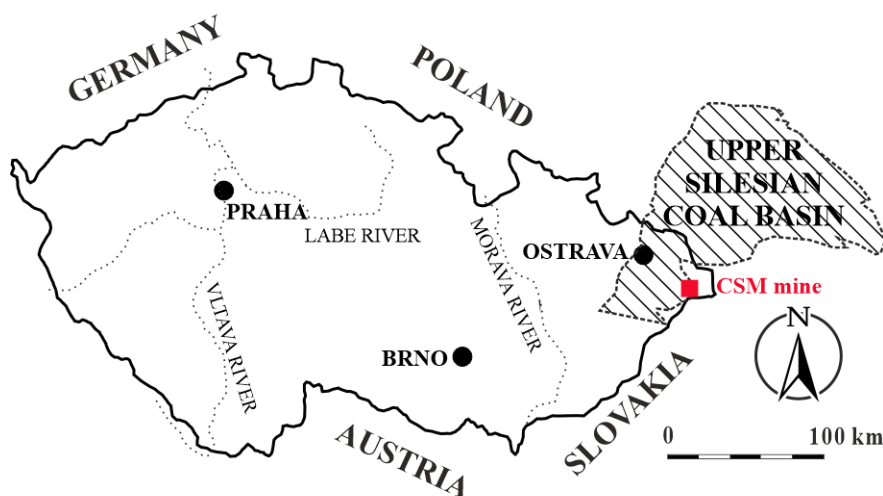 GERMANY
POLAND
UPPER
SILESIAN
COAL BASIN
PRAHA
LABE RIVER
MORAVA RIVER
OSTRAVA
CSM mine
VLTAVA RIVER
BRNO
N
SLOVAKIA
AUSTRIA
0 100 km